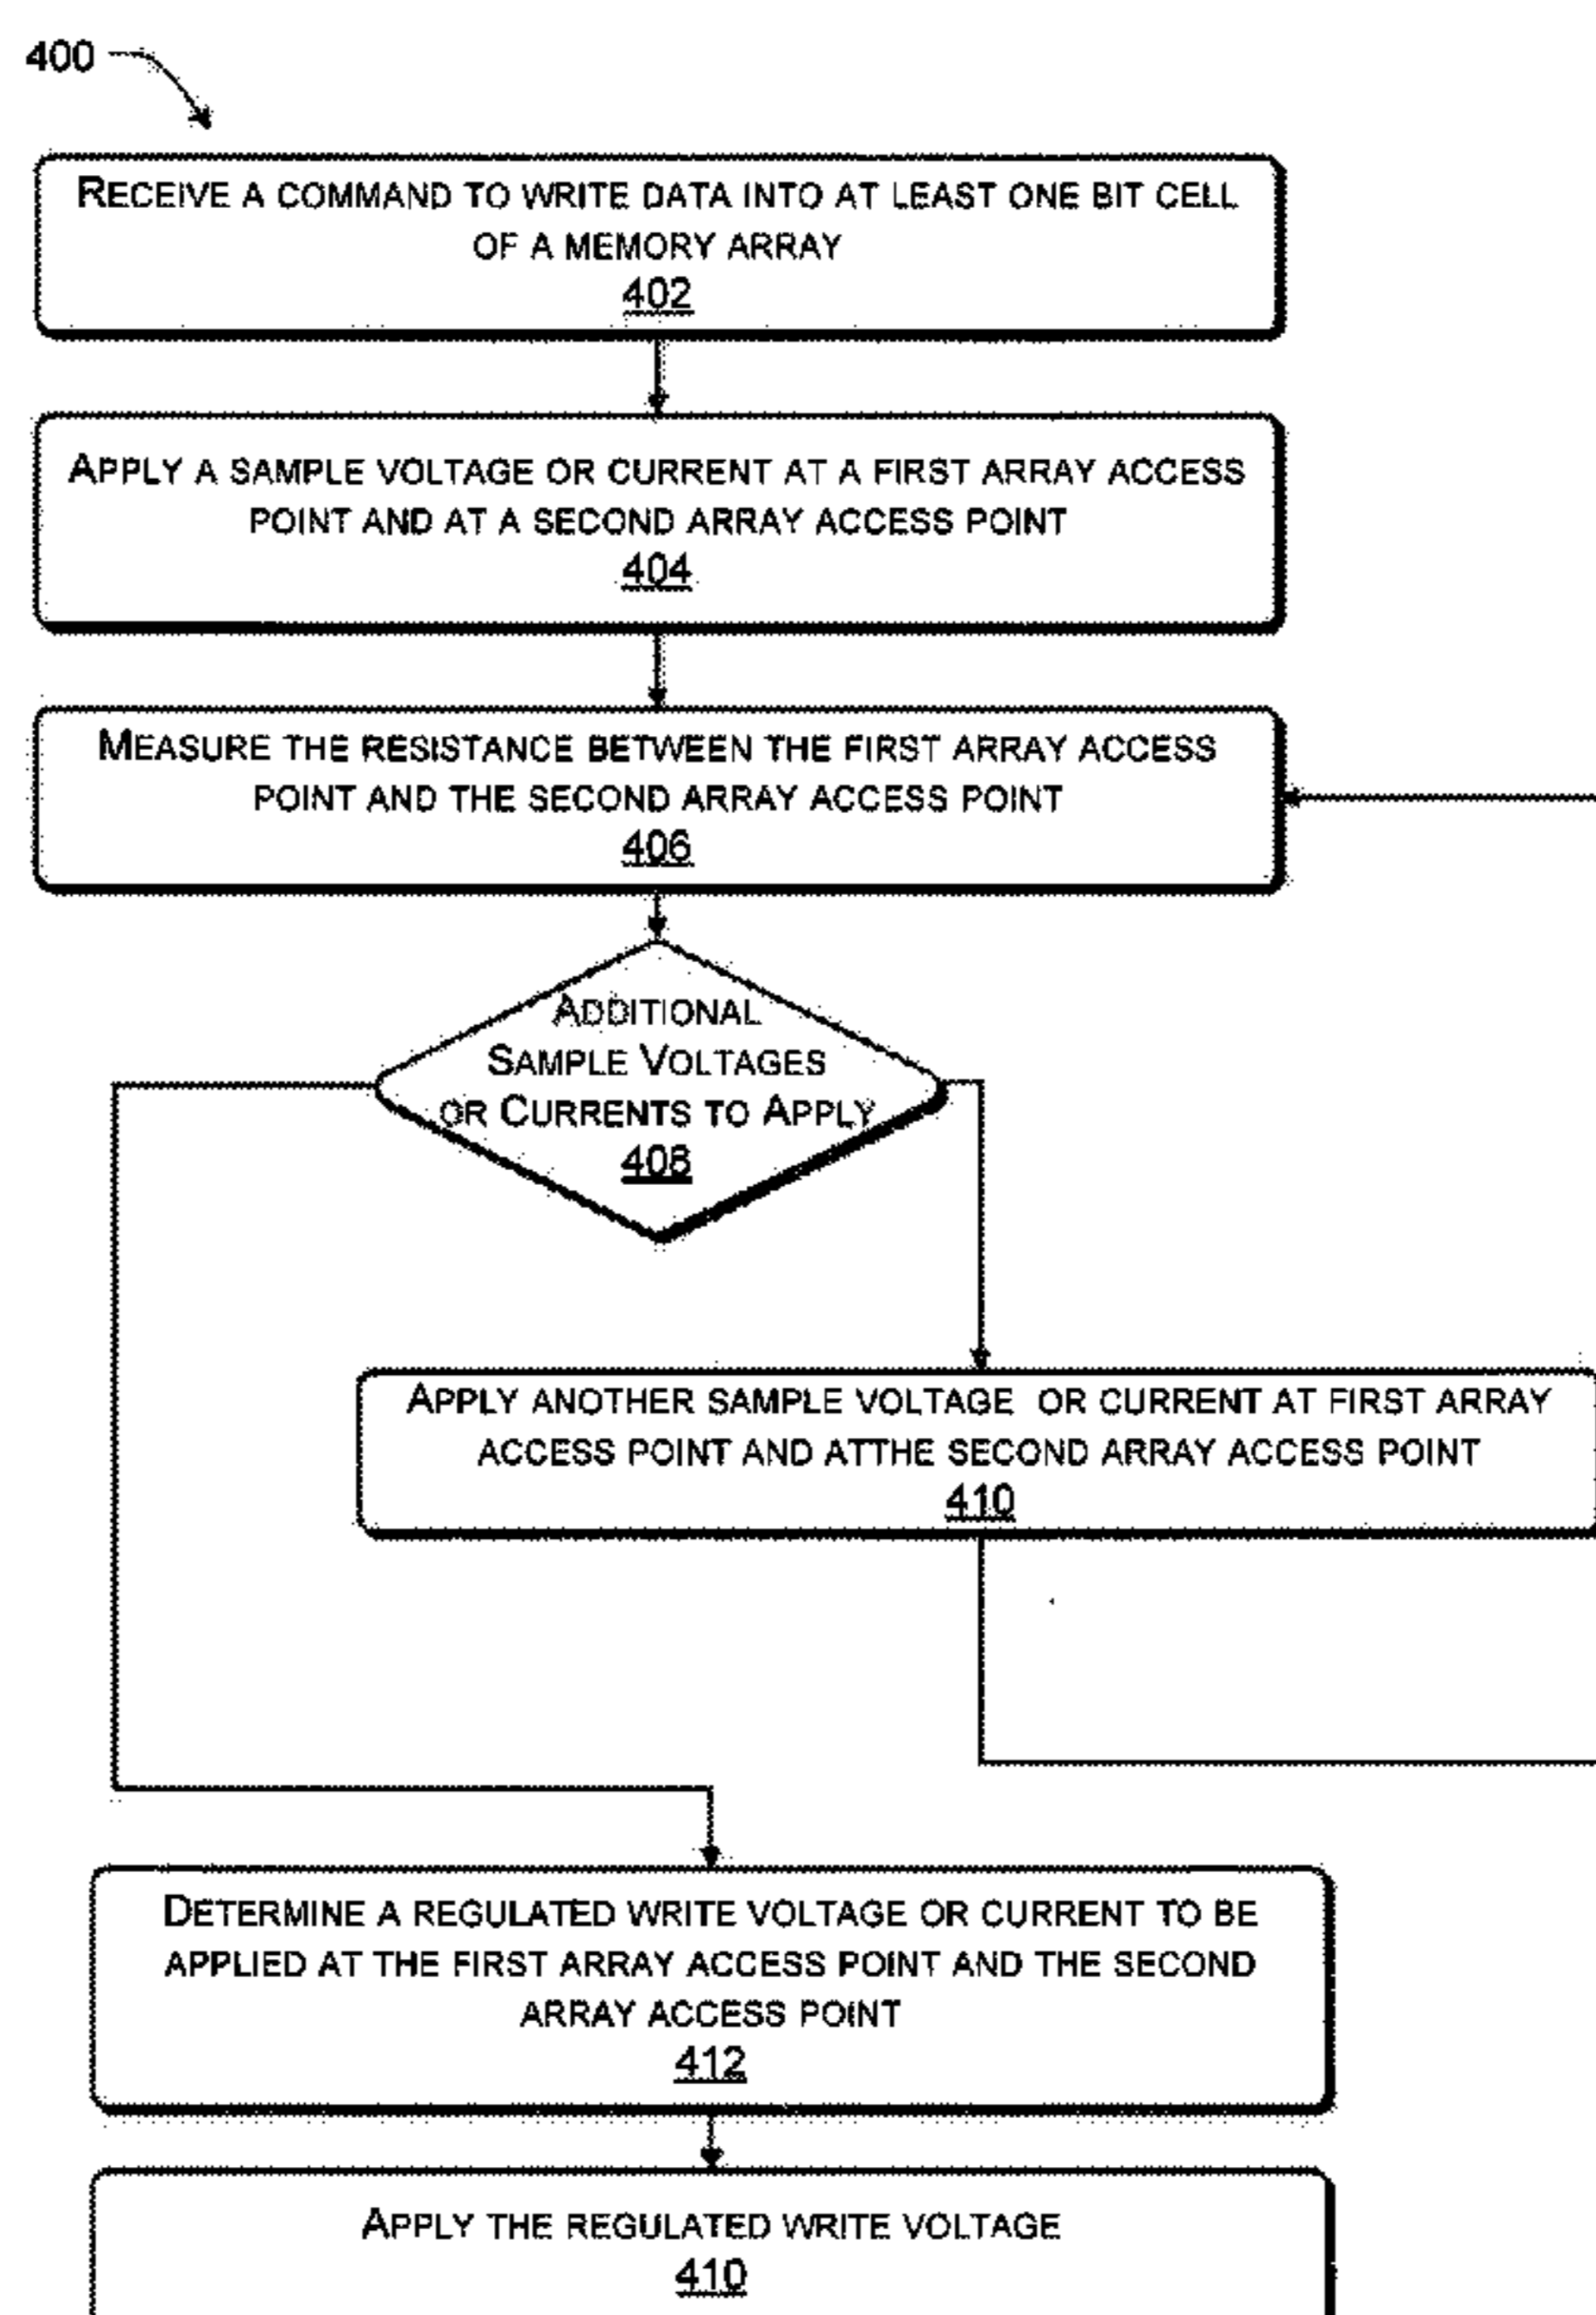 400
RECEIVE A COMMAND TO WRITE DATA INTO AT LEAST ONE BIT CELL
OF A MEMORY ARRAY
402
APPLY A SAMPLE VOLTAGE OR CURRENT AT A FIRST ARRAY ACCESS
POINT AND AT A SECOND ARRAY ACCESS POINT
404
MEASURE THE RESISTANCE BETWEEN THE FIRST ARRAY ACCESS
POINT AND THE SECOND ARRAY ACCESS POINT
406
ADDITIONAL
SAMPLE VOLTAGES
OR CURRENTS TO APPLY
408
APPLY ANOTHER SAMPLE VOLTAGE OR CURRENT AT FIRST ARRAY
ACCESS POINT AND ATTHE SECOND ARRAY ACCESS POINT
410
DETERMINE A REGULATED WRITE VOLTAGE OR CURRENT TO BE
APPLIED AT THE FIRST ARRAY ACCESS POINT AND THE SECOND
ARRAY ACCESS POINT
412
APPLY THE REGULATED WRITE VOLTAGE
410